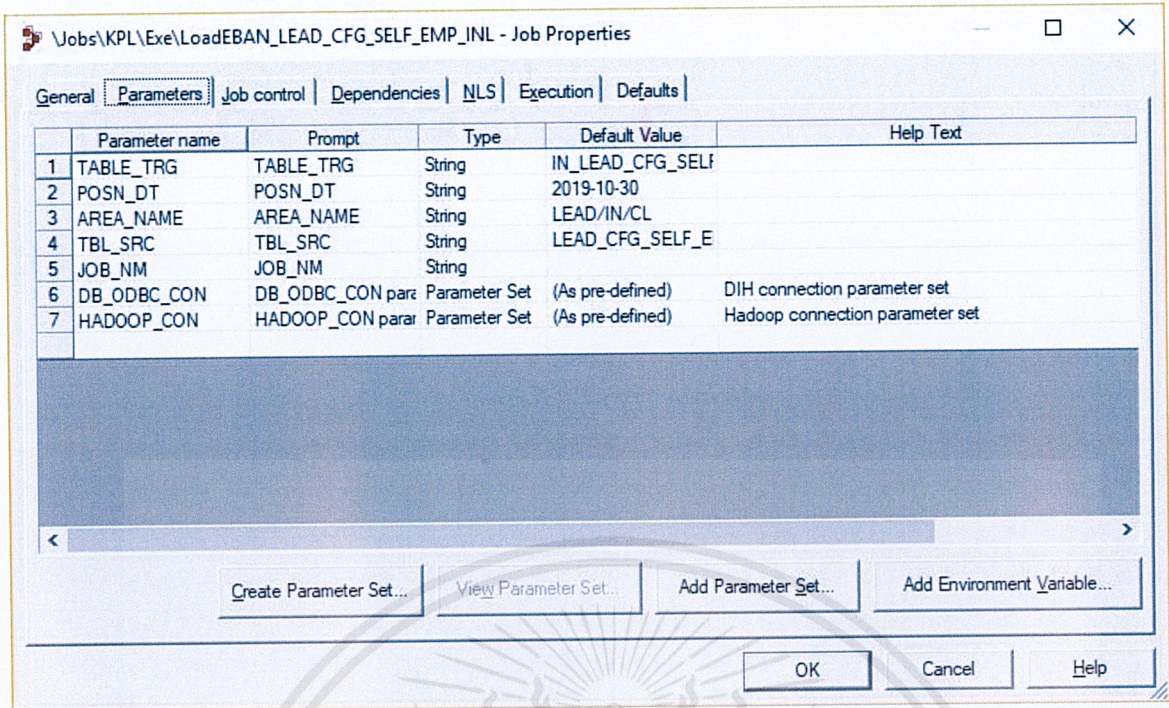 \Jobs\KPL\Exe\LoadEBAN_LEAD_CFG_SELF_EMP_INL - Job Properties
General Parameters Job control Dependencies NLS Execution Defaults
Parameter name Prompt Type Default Value Help Text
1 TABLE_TRG TABLE_TRG String IN_LEAD_CFG_SELF
2 POSN_DT POSN_DT String 2019-10-30
3 AREA_NAME AREA_NAME String LEAD/IN/CL
4 TBL_SRC TBL_SRC String LEAD_CFG_SELF_E
5 JOB_NM JOB_NM String
6 DB_ODBC_CON DB_ODBC_CON para Parameter Set (As pre-defined) DIH connection parameter set
7 HADOOP_CON HADOOP_CON parar Parameter Set (As pre-defined) Hadoop connection parameter set
Create Parameter Set... View Parameter Set... Add Parameter Set... Add Environment Variable...
OK Cancel Help